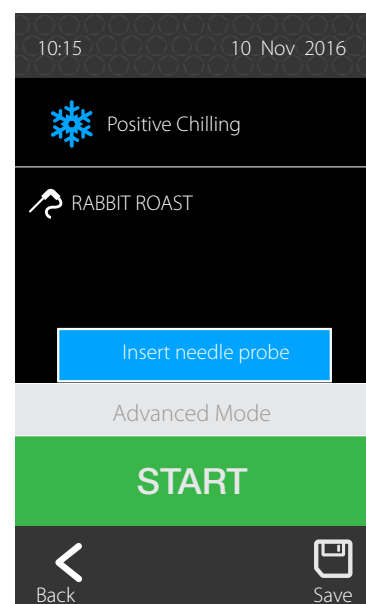 10:15 10 Nov 2016
Positive Chilling
RABBIT ROAST
Insert needle probe
Advanced Mode
START
Back Save